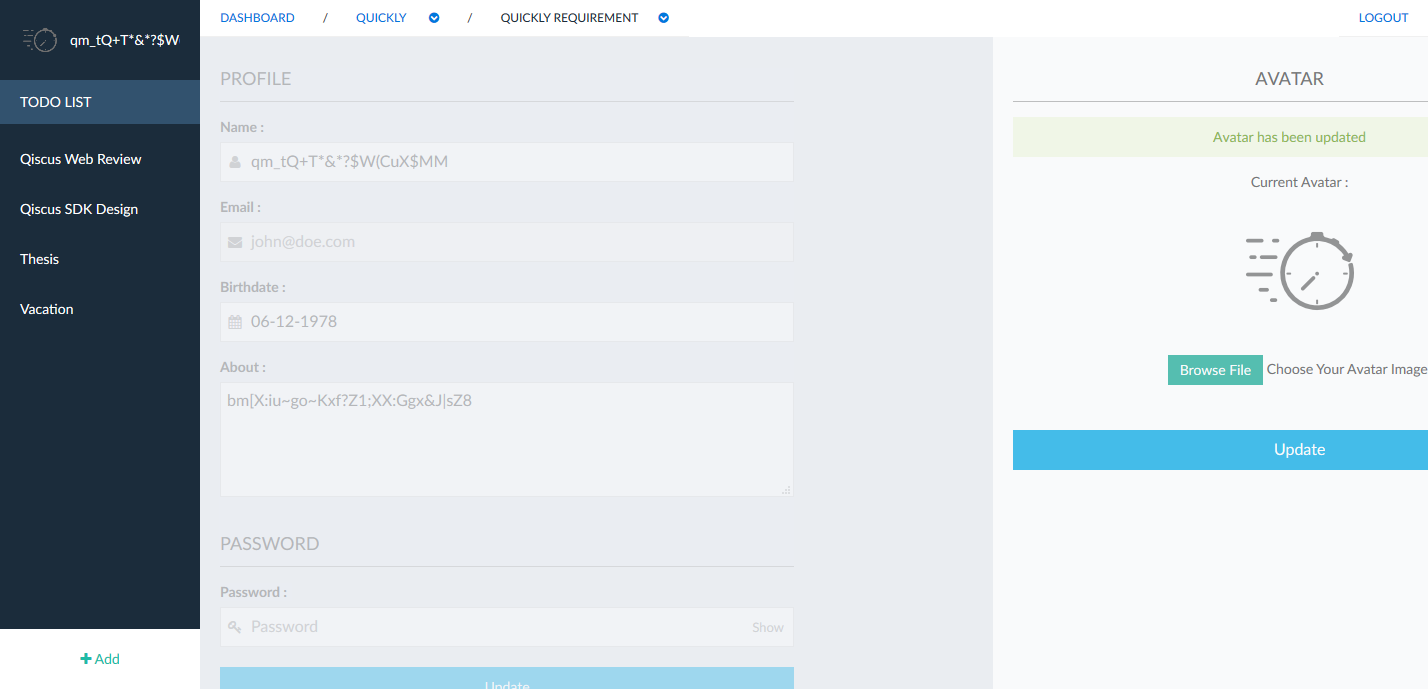 qm_tQ+T*&*?$W
TODO LIST
Qiscus Web Review
Qiscus SDK Design
Thesis
Vacation
Add
DASHBOARD / QUICKLY / QUICKLY REQUIREMENT
LOGOUT
PROFILE
Name :
qm_tQ+T*&*?$W(CuX$MM
Email :
john@doe.com
Birthdate :
06-12-1978
About :
bm[X:iu~go~Kxf?Z1;XX:Ggx&J|sZ8
PASSWORD
Password :
Password Show
Update
AVATAR
Avatar has been updated
Current Avatar :
Browse File Choose Your Avatar Image
Update